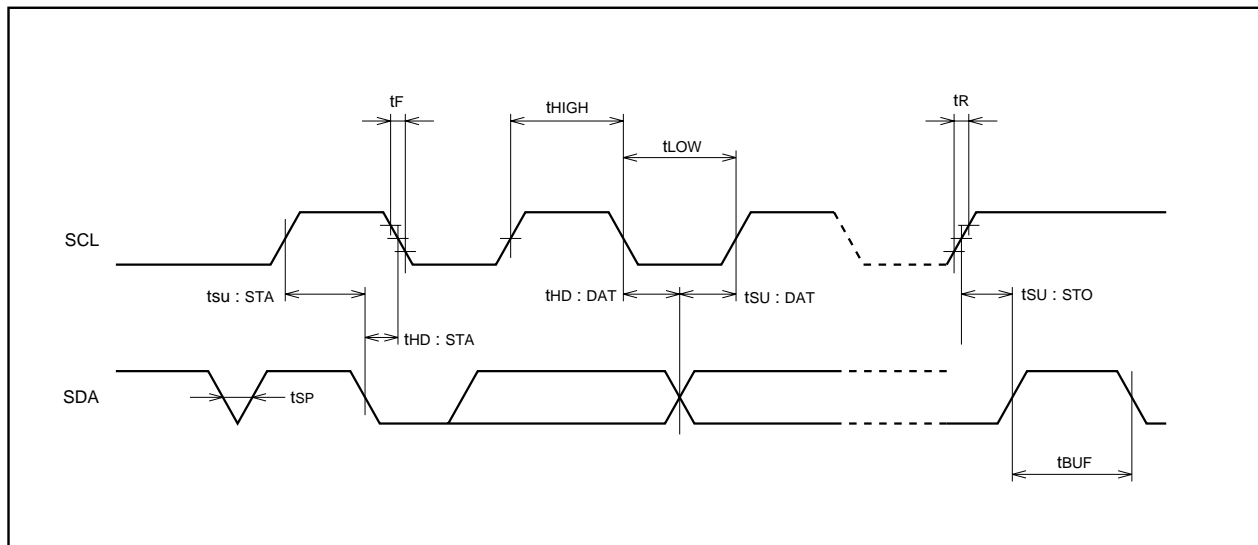 tF
tHIGH
tR
tLOW
SCL
tsu : STA
tHD : DAT
tSU : DAT
tSU : STO
tHD : STA
SDA
tSP
tBUF